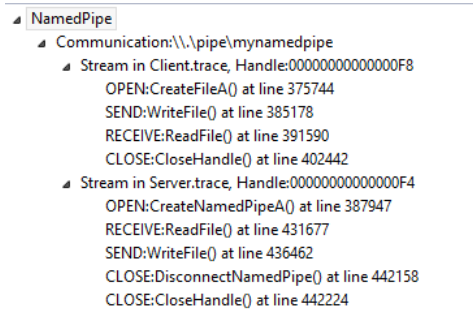 NamedPipe
Communication:\\.\pipe\mynamedpipe
Stream in Client.trace, Handle:00000000000000F8
OPEN:CreateFileA() at line 375744
SEND:WriteFile() at line 385178
RECEIVE:ReadFile() at line 391590
CLOSE:CloseHandle() at line 402442
Stream in Server.trace, Handle:00000000000000F4
OPEN:CreateNamedPipeA() at line 387947
RECEIVE:ReadFile() at line 431677
SEND:WriteFile() at line 436462
CLOSE:DisconnectNamedPipe() at line 442158
CLOSE:CloseHandle() at line 442224